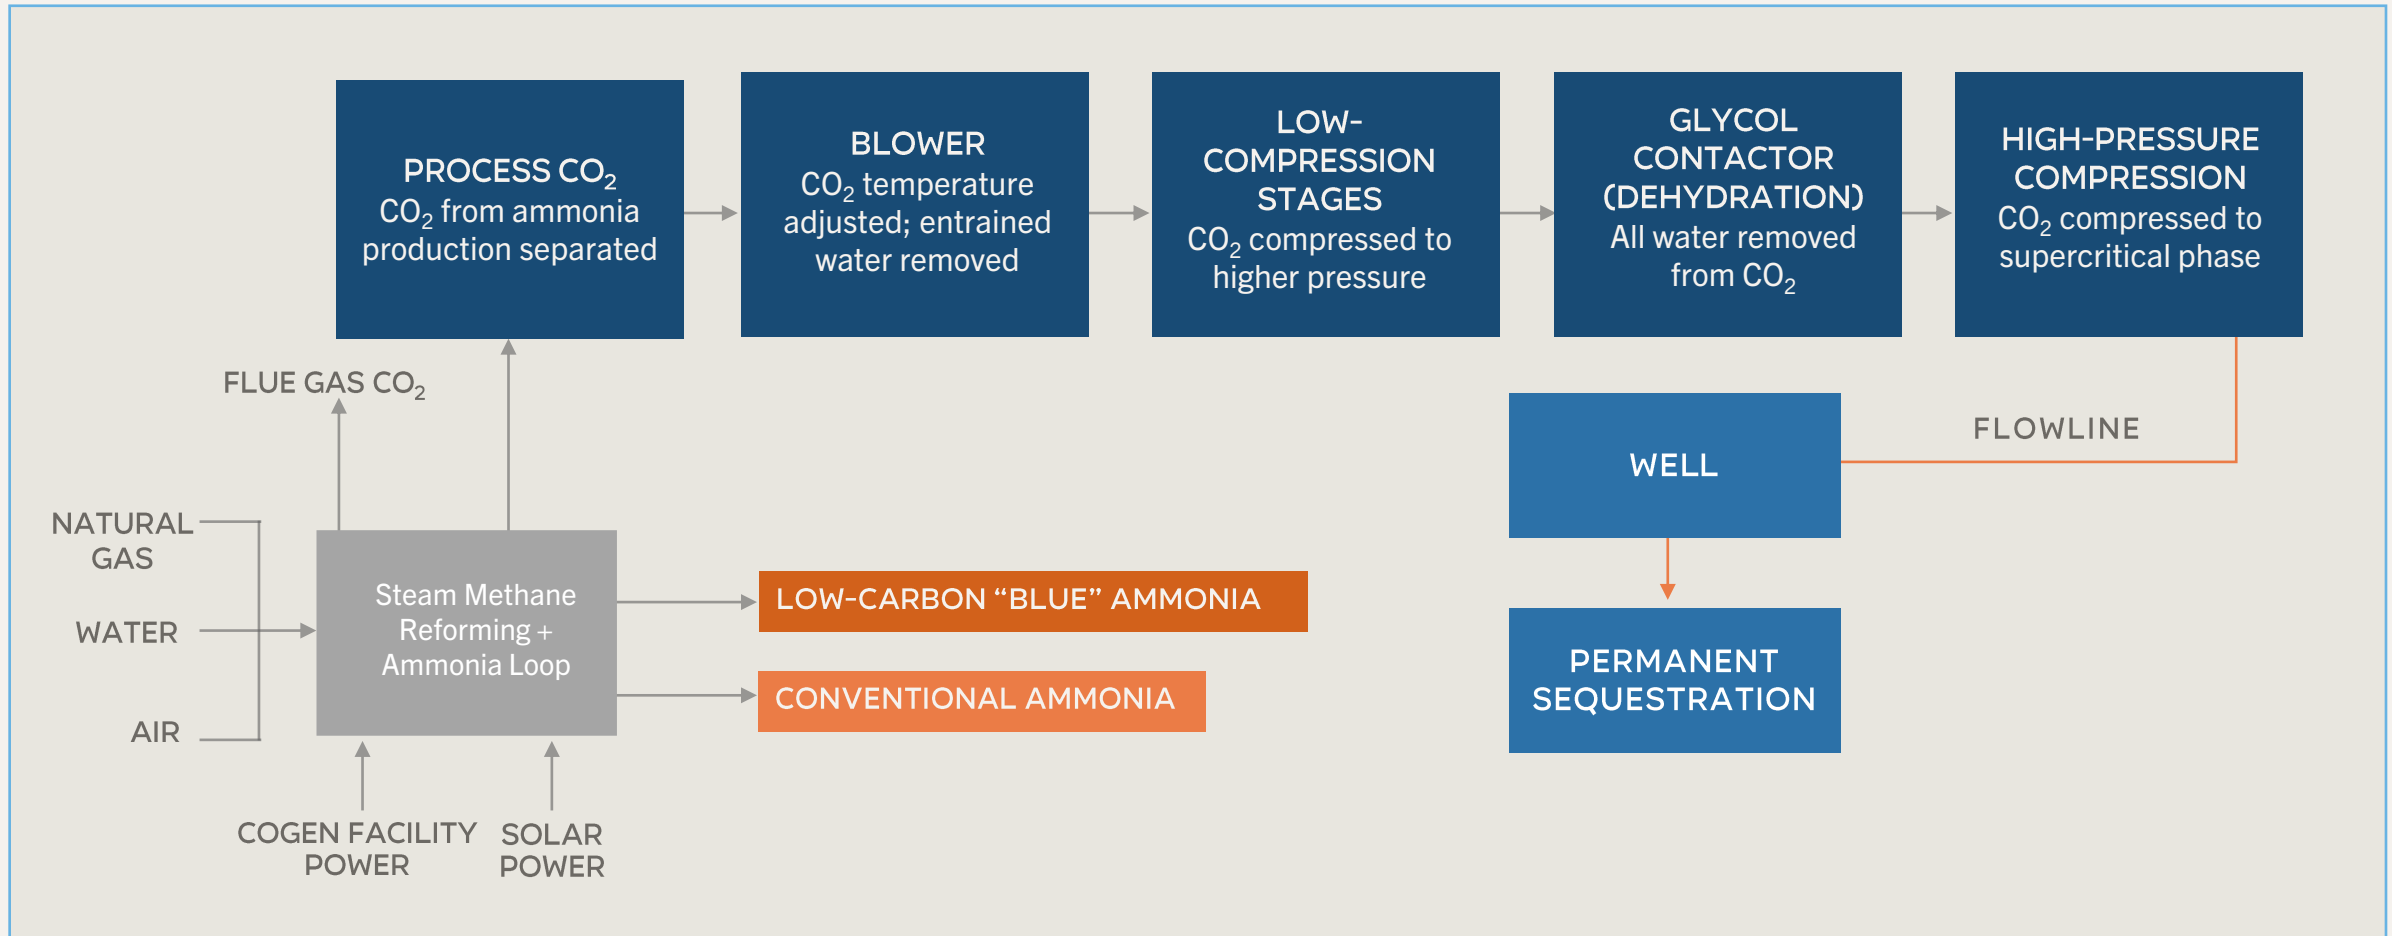 PROCESS CO₂
CO₂ from ammonia
production separated
BLOWER
CO₂ temperature
adjusted; entrained
water removed
LOW-
COMPRESSION
STAGES
CO₂ compressed to
higher pressure
GLYCOL
CONTACTOR
(DEHYDRATION)
All water removed
from CO₂
HIGH-PRESSURE
COMPRESSION
CO₂ compressed to
supercritical phase
FLUE GAS CO₂
FLOWLINE
WELL
NATURAL
GAS
WATER
AIR
Steam Methane
Reforming +
Ammonia Loop
LOW-CARBON “BLUE” AMMONIA
CONVENTIONAL AMMONIA
PERMANENT
SEQUESTRATION
COGEN FACILITY
POWER
SOLAR
POWER